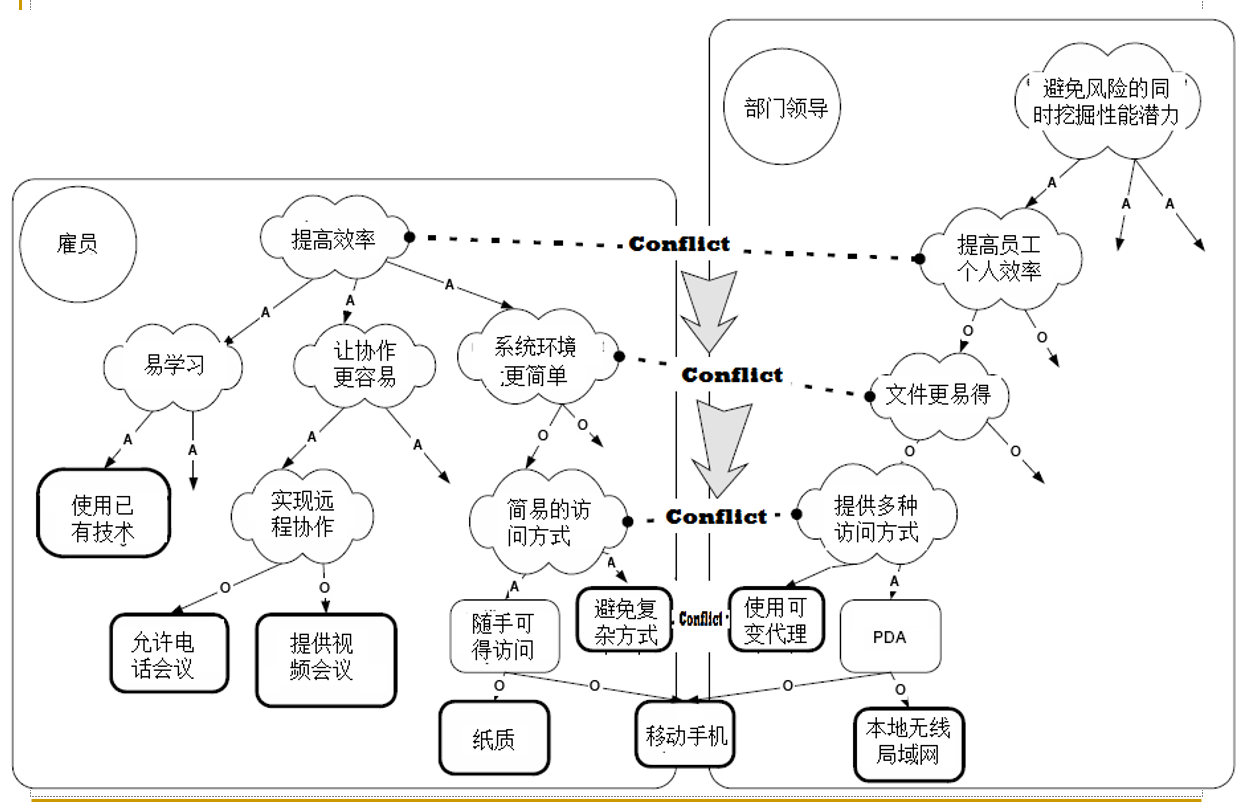 部门领导
避免风险的同
时挖掘性能潜力
A
A
A
雇员
提高效率
Conflict
提高员工
个人效率
A
A
A
O
O
易学习
让协作
更容易
系统环境
更简单
Conflict
文件更易得
A
A
A
A
O
O
O
O
使用已
有技术
实现远
程协作
简易的访
问方式
Conflict
提供多种
访问方式
O
O
A
A
A
允许电
话会议
提供视
频会议
随手可
得访问
避免复
杂方式
Conflict
使用可
变代理
PDA
O
O
O
O
纸质
移动手机
本地无线
局域网